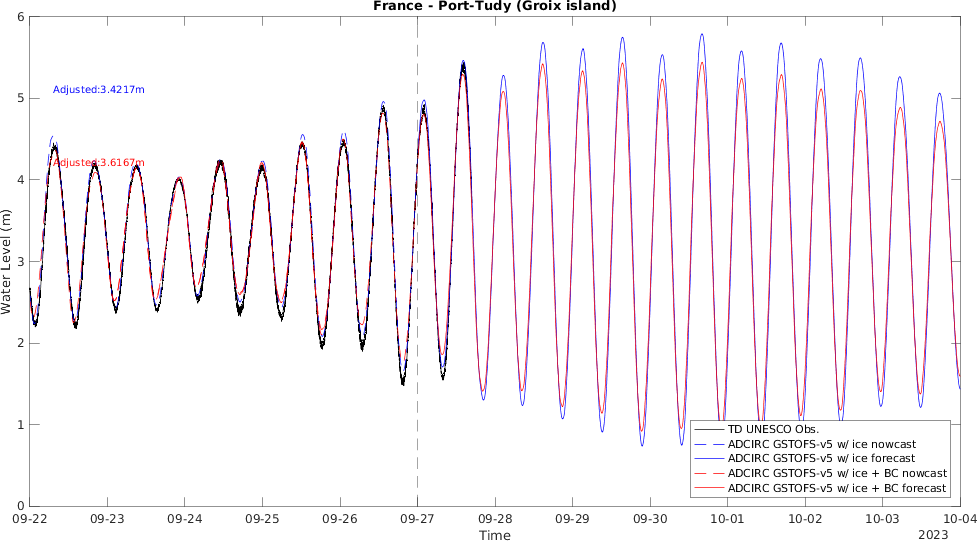 France - Port-Tudy (Groix island)
6
5
4
3
2
1
0
Water Level (m)
Adjusted:3.4217m
Adjusted:3.6167m
TD UNESCO Obs.
ADCIRC GSTOFS-v5 w/ ice nowcast
ADCIRC GSTOFS-v5 w/ ice forecast
ADCIRC GSTOFS-v5 w/ ice + BC nowcast
ADCIRC GSTOFS-v5 w/ ice + BC forecast
09-22 09-23 09-24 09-25 09-26 09-27 09-28 09-29 09-30 10-01 10-02 10-03 10-04
Time
2023